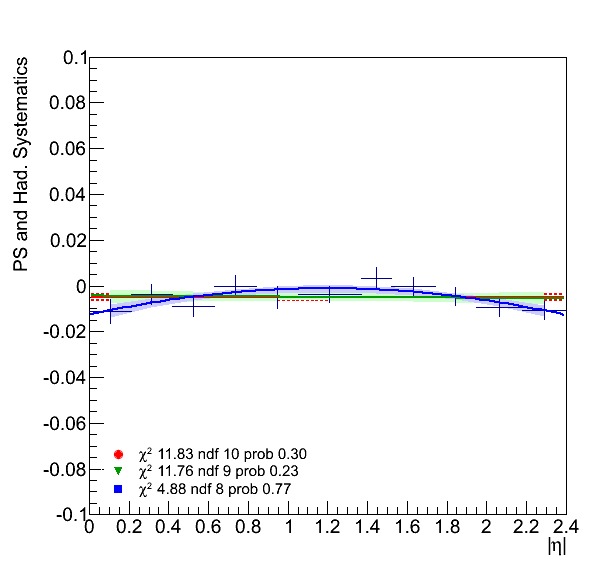 PS and Had. Systematics
0.1
0.08
0.06
0.04
0.02
0
-0.02
-0.04
-0.06
-0.08
-0.1
χ² 11.83 ndf 10 prob 0.30
χ² 11.76 ndf 9 prob 0.23
χ² 4.88 ndf 8 prob 0.77
0 0.2 0.4 0.6 0.8 1 1.2 1.4 1.6 1.8 2 2.2 2.4
|η|